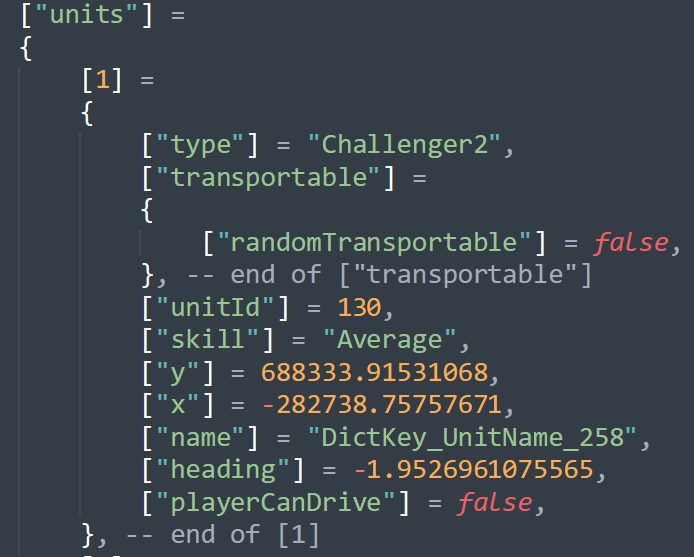 ["units"] =
{
[1] =
{
["type"] = "Challenger2",
["transportable"] =
{
["randomTransportable"] = false,
}, -- end of ["transportable"]
["unitId"] = 130,
["skill"] = "Average",
["y"] = 688333.91531068,
["x"] = -282738.75757671,
["name"] = "DictKey_UnitName_258",
["heading"] = -1.9526961075565,
["playerCanDrive"] = false,
}, -- end of [1]